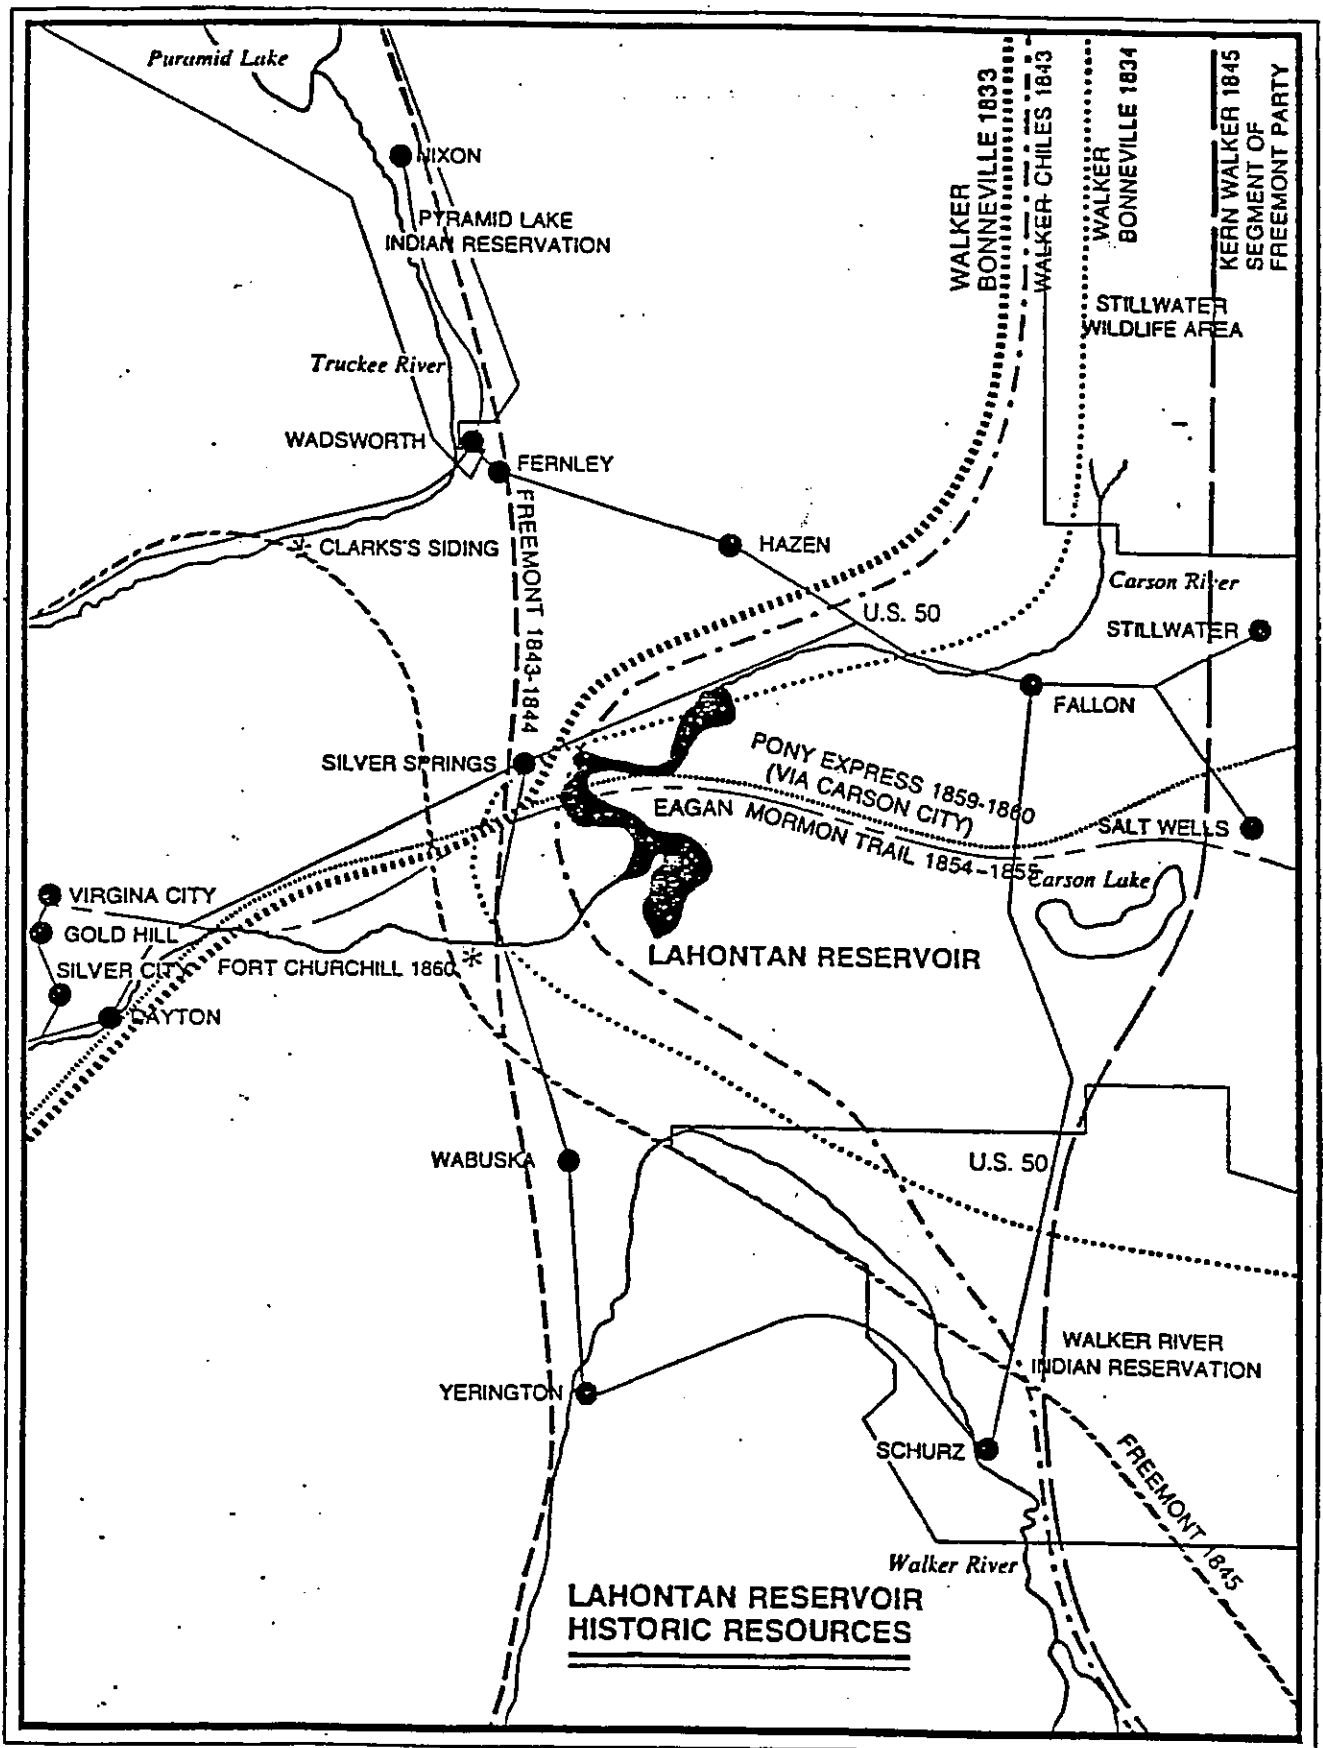 Puramid Lake
NIXON
PYRAMID LAKE
INDIAN RESERVATION
WALKER
BONNEVILLE 1833
WALKER CHILES 1843
WALKER
BONNEVILLE 1834
KERN WALKER 1845
SEGMENT OF
FREEMONT PARTY
STILLWATER
WILDLIFE AREA
Truckee River
WADSWORTH
FERNLEY
FREEMONT 1843-1844
CLARKS'S SIDING
HAZEN
Carson River
U.S. 50
STILLWATER
FALLON
SILVER SPRINGS
PONY EXPRESS 1859-1860
(VIA CARSON CITY)
EAGAN MORMON TRAIL 1854-1855
SALT WELLS
Carson Lake
VIRGINA CITY
GOLD HILL
SILVER CITY
FORT CHURCHILL 1860 *
LAHONTAN RESERVOIR
DAYTON
WABUSKA
U.S. 50
WALKER RIVER
INDIAN RESERVATION
YERINGTON
SCHURZ
FREEMONT 1845
Walker River
LAHONTAN RESERVOIR
HISTORIC RESOURCES